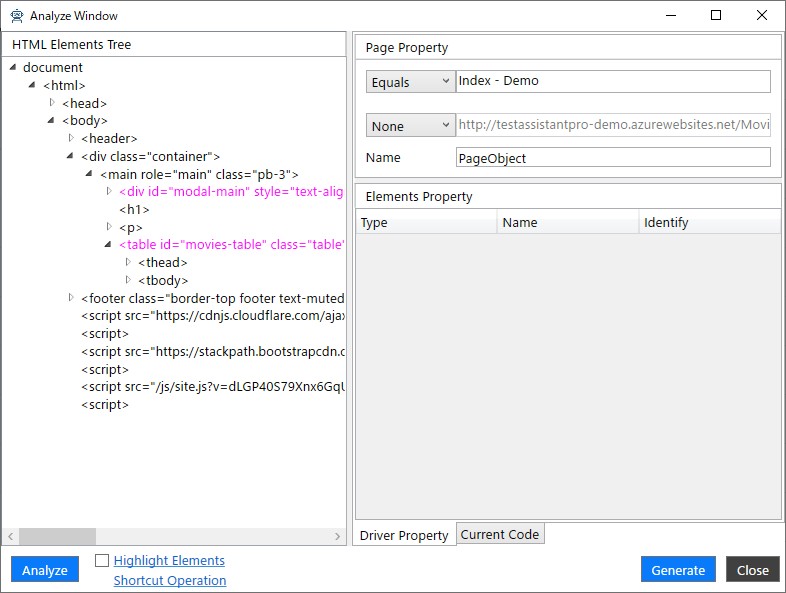 Analyze Window
HTML Elements Tree
document
<html>
<head>
<body>
<header>
<div class="container">
<main role="main" class="pb-3">
<div id="modal-main" style="text-alig
<h1>
<p>
<table id="movies-table" class="table"
<thead>
<tbody>
<footer class="border-top footer text-muted
<script src="https://cdnjs.cloudflare.com/ajax
<script>
<script src="https://stackpath.bootstrapcdn.c
<script>
<script src="/js/site.js?v=dLGP40S79Xnx6GqU
<script>
Page Property
Equals Index - Demo
None http://testassistantpro-demo.azurewebsites.net/Movi
Name PageObject
Elements Property
Type Name Identify
Driver Property Current Code
Analyze Highlight Elements
Shortcut Operation
Generate Close